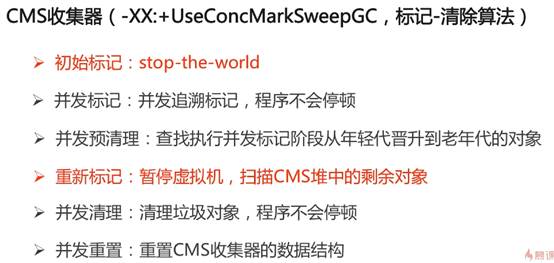 CMS收集器（-XX:+UseConcMarkSweepGC，标记-清除算法）
初始标记：stop-the-world
并发标记：并发追溯标记，程序不会停顿
并发预清理：查找执行并发标记阶段从年轻代晋升到老年代的对象
重新标记：暂停虚拟机，扫描CMS堆中的剩余对象
并发清理：清理垃圾对象，程序不会停顿
并发重置：重置CMS收集器的数据结构